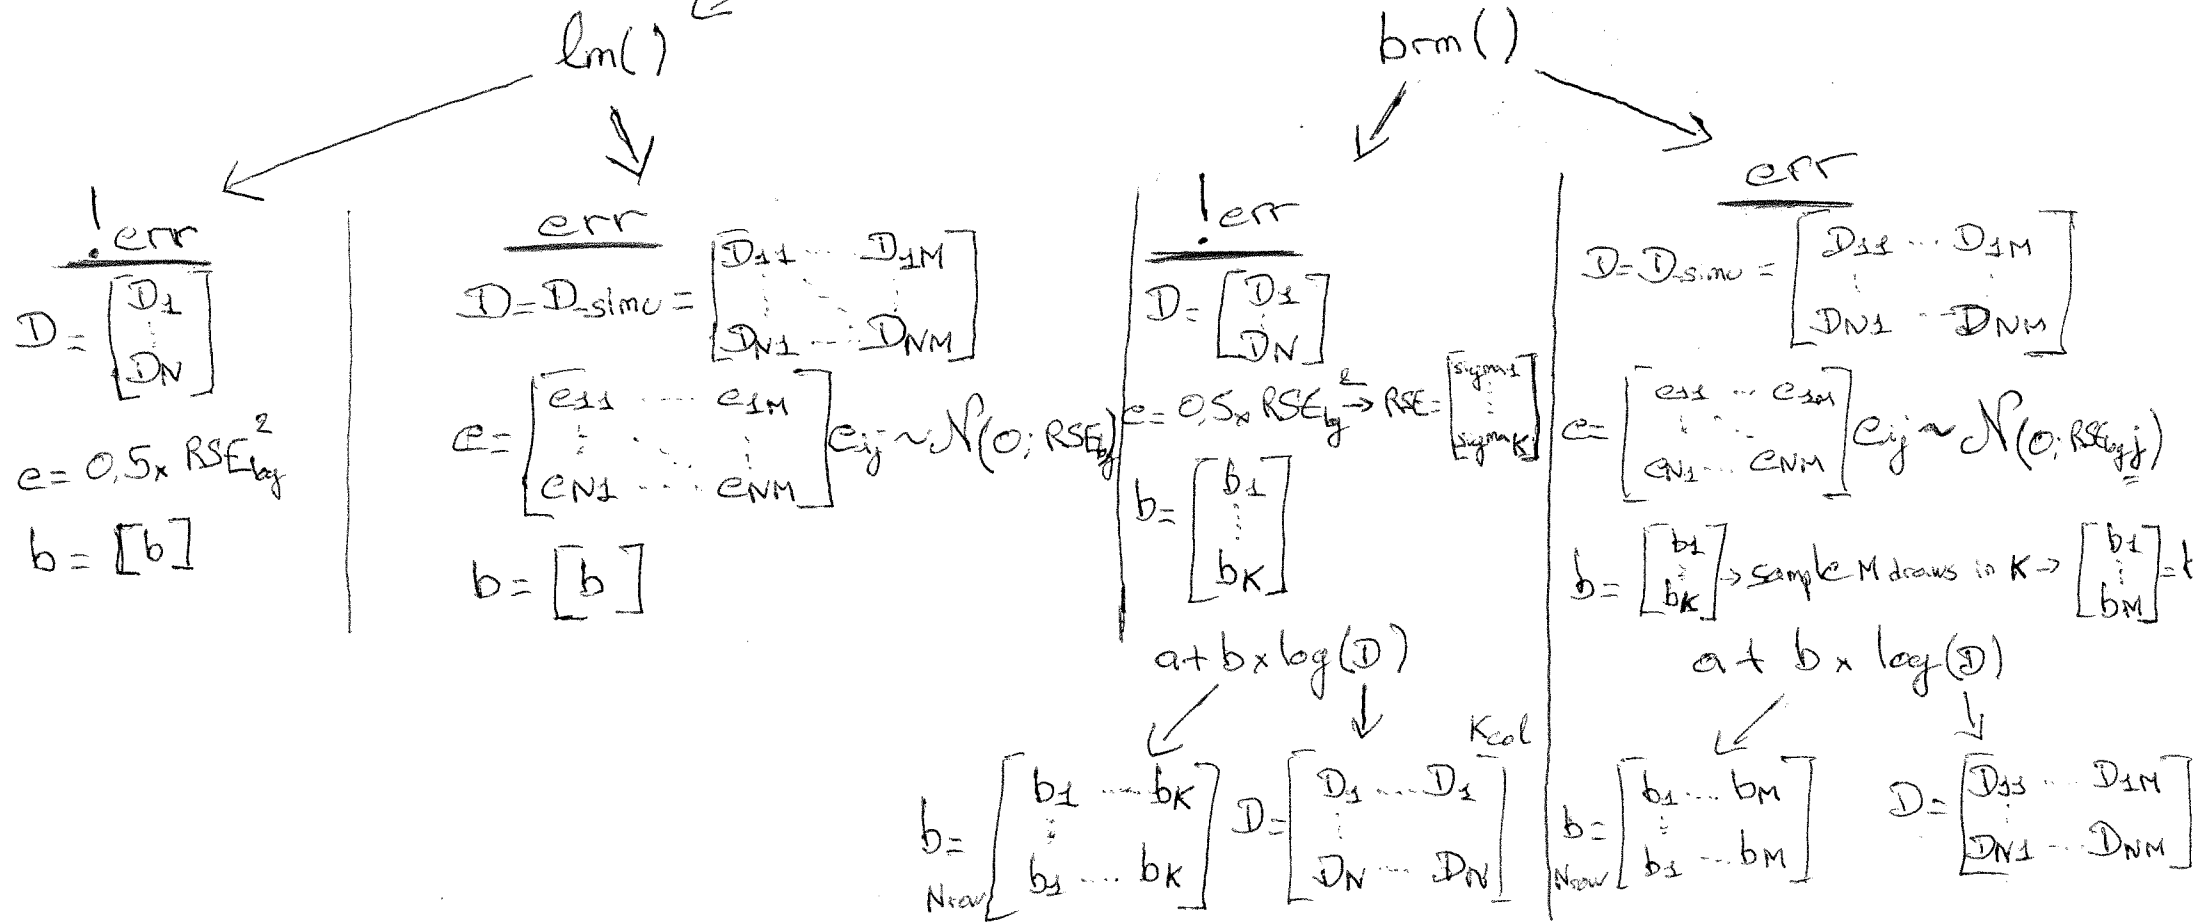 lm()
!err
D = [D1 ⋮ DN]
e = 0,5 x RSE_log^2
b = [b]
err
D = D_simu = [D11 ... D1M ⋮ DN1 ... DNM]
e = [e11 ... e1M ⋮ eN1 ... eNM] eij ~ N(0; RSE_log)
b = [b]
brm()
!err
D = [D1 ⋮ DN]
e = 0,5 x RSE_log^2 → RSE = [sigma1 ⋮ sigmaK]
b = [b1 ⋮ bK]
a + b x log(D)
b = [b1 ... bK ⋮ b1 ... bK] Nrow
D = [D1 ... D1 ⋮ DN ... DN] Kcol
err
D = D_simu = [D11 ... D1M ⋮ DN1 ... DNM]
e = [e11 ... e1M ⋮ eN1 ... eNM] eij ~ N(0; RSE_log j)
b = [b1 ⋮ bK] → sample M draws in K → [b1 ⋮ bM] =
a + b x log(D)
b = [b1 ... bM ⋮ b1 ... bM] Nrow
D = [D11 ... D1M ⋮ DN1 ... DNM]